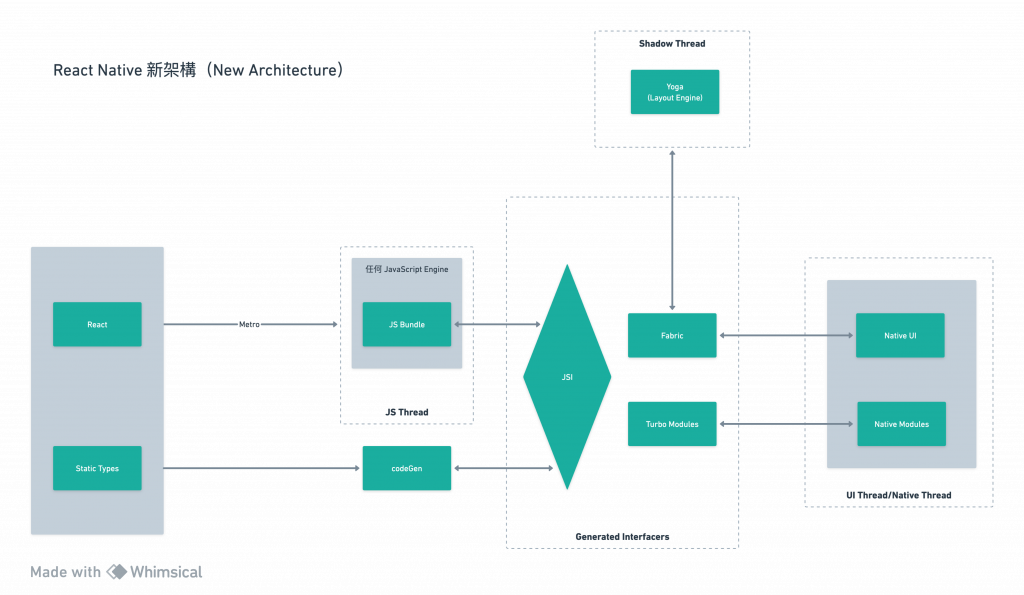 React Native 新架構（New Architecture）
Shadow Thread
Yoga
(Layout Engine)
任何 JavaScript Engine
React
Metro
JS Bundle
JS Thread
JSI
Fabric
Turbo Modules
Native UI
Native Modules
UI Thread/Native Thread
Static Types
codeGen
Generated Interfacers
Made with Whimsical